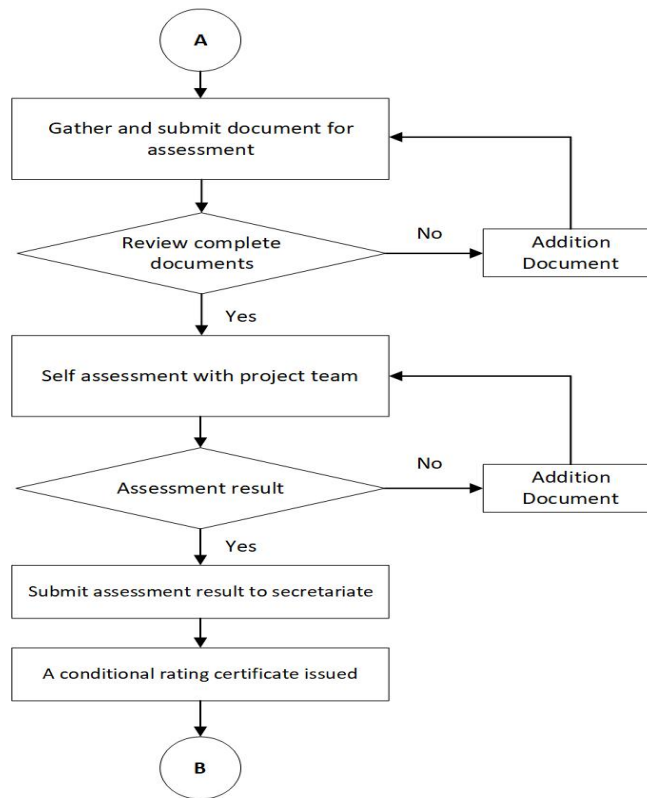 A
Gather and submit document for
assessment
Review complete
documents
No
Addition
Document
Yes
Self assessment with project team
Assessment result
No
Addition
Document
Yes
Submit assessment result to secretariate
A conditional rating certificate issued
B